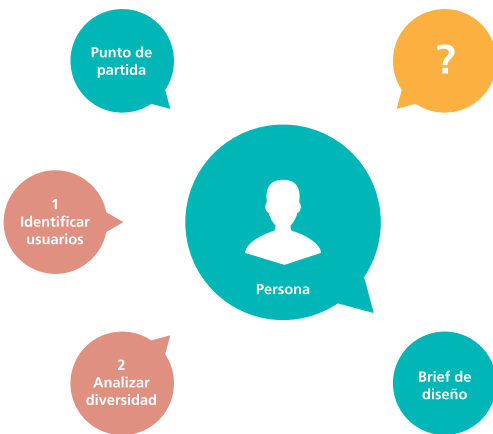 Punto de
partida
?
1
Identificar
usuarios
Persona
2
Analizar
diversidad
Brief de
diseño